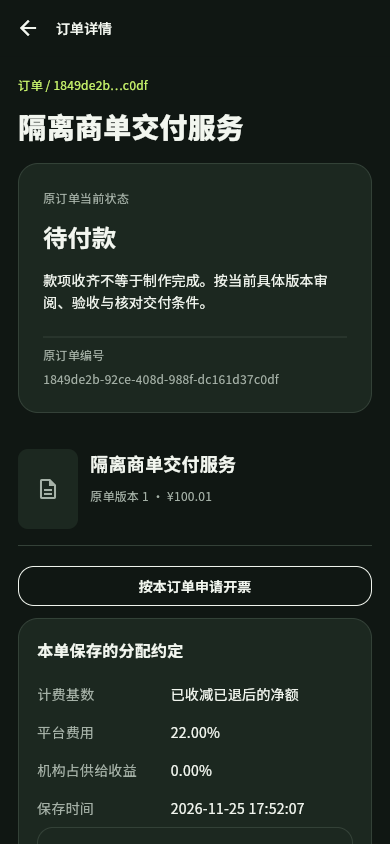 订单详情
订单 / 1849de2b…c0df
隔离商单交付服务
原订单当前状态
待付款
款项收齐不等于制作完成。按当前具体版本审
阅、验收与核对交付条件。
原订单编号
1849de2b-92ce-408d-988f-dc161d37c0df
隔离商单交付服务
原单版本 1 · ¥100.01
按本订单申请开票
本单保存的分配约定
计费基数 已收减已退后的净额
平台费用 22.00%
机构占供给收益 0.00%
保存时间 2026-11-25 17:52:07